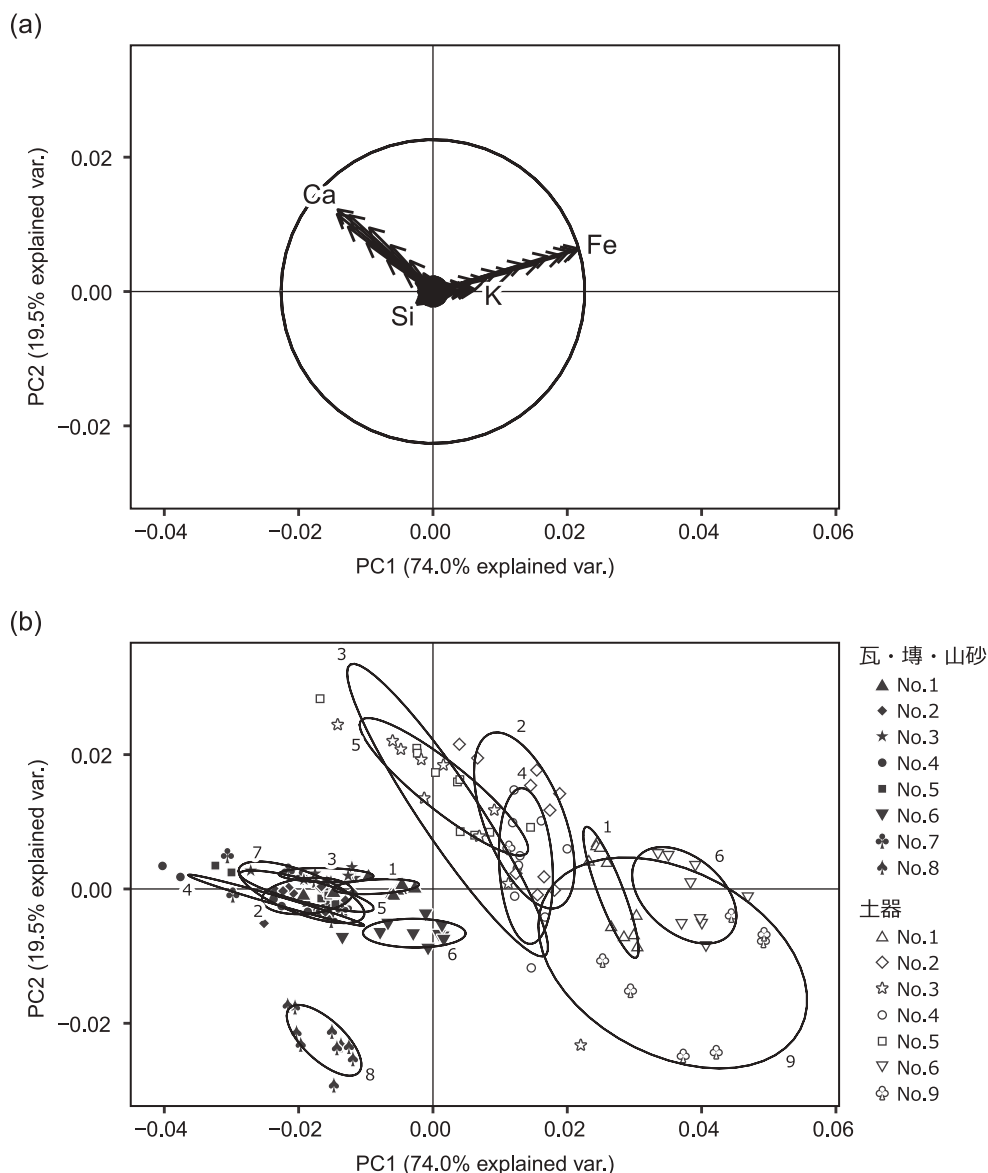 (a)
0.02
0.00
−0.02
PC2 (19.5% explained var.)
Ca
Fe
K
Si
−0.04
−0.02
0.00
0.02
0.04
0.06
PC1 (74.0% explained var.)
(b)
0.02
0.00
−0.02
PC2 (19.5% explained var.)
3
5
2
4
1
6
9
7
3
1
4
2
5
6
8
−0.04
−0.02
0.00
0.02
0.04
0.06
PC1 (74.0% explained var.)
瓦・塼・山砂
No.1
No.2
No.3
No.4
No.5
No.6
No.7
No.8
土器
No.1
No.2
No.3
No.4
No.5
No.6
No.9